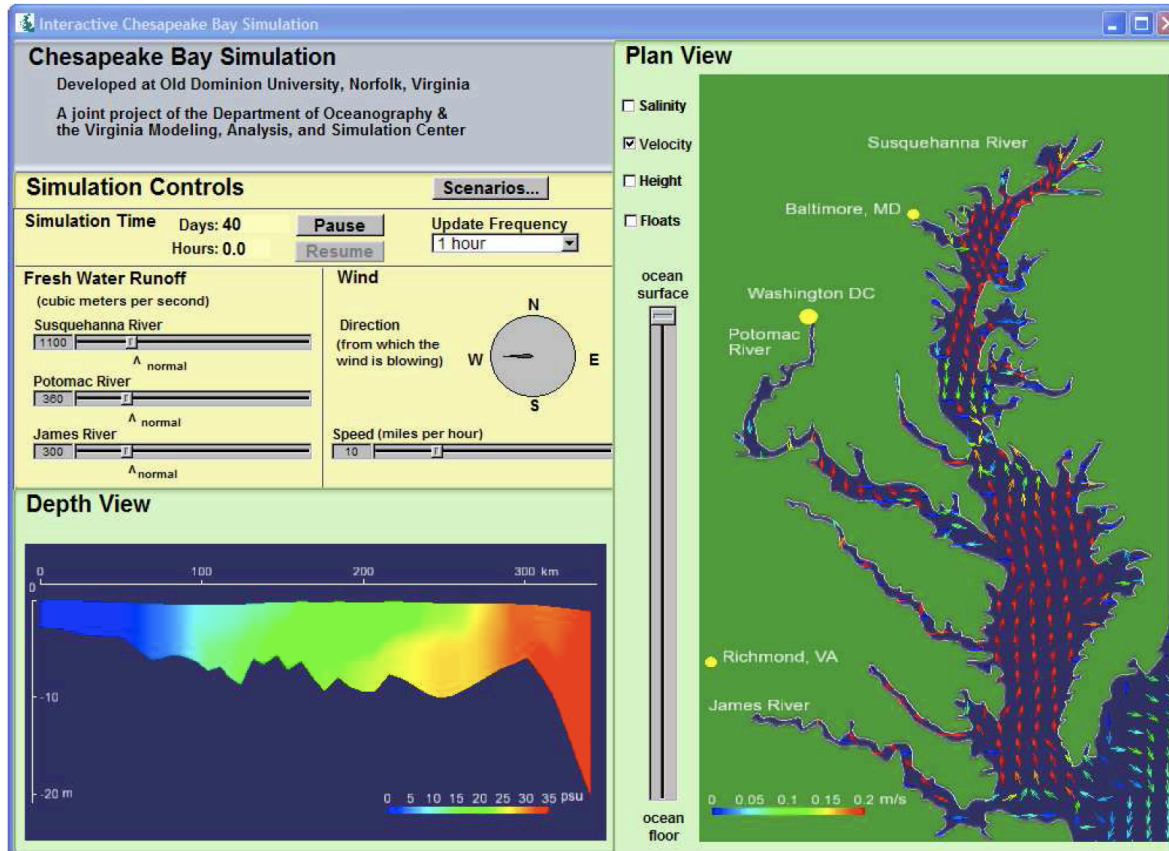 Interactive Chesapeake Bay Simulation
Chesapeake Bay Simulation
Developed at Old Dominion University, Norfolk, Virginia
A joint project of the Department of Oceanography &
the Virginia Modeling, Analysis, and Simulation Center
Simulation Controls
Scenarios...
Simulation Time
Days: 40
Hours: 0.0
Pause
Resume
Update Frequency
1 hour
Fresh Water Runoff
(cubic meters per second)
Susquehanna River
1100
^ normal
Potomac River
360
^ normal
James River
300
^ normal
Wind
Direction
(from which the
wind is blowing)
N
W
E
S
Speed (miles per hour)
10
Depth View
0 100 200 300 km
0
-10
-20 m
0 5 10 15 20 25 30 35 psu
Plan View
Salinity
Velocity
Height
Floats
ocean
surface
ocean
floor
Susquehanna River
Baltimore, MD
Washington DC
Potomac
River
Richmond, VA
James River
0 0.05 0.1 0.15 0.2 m/s